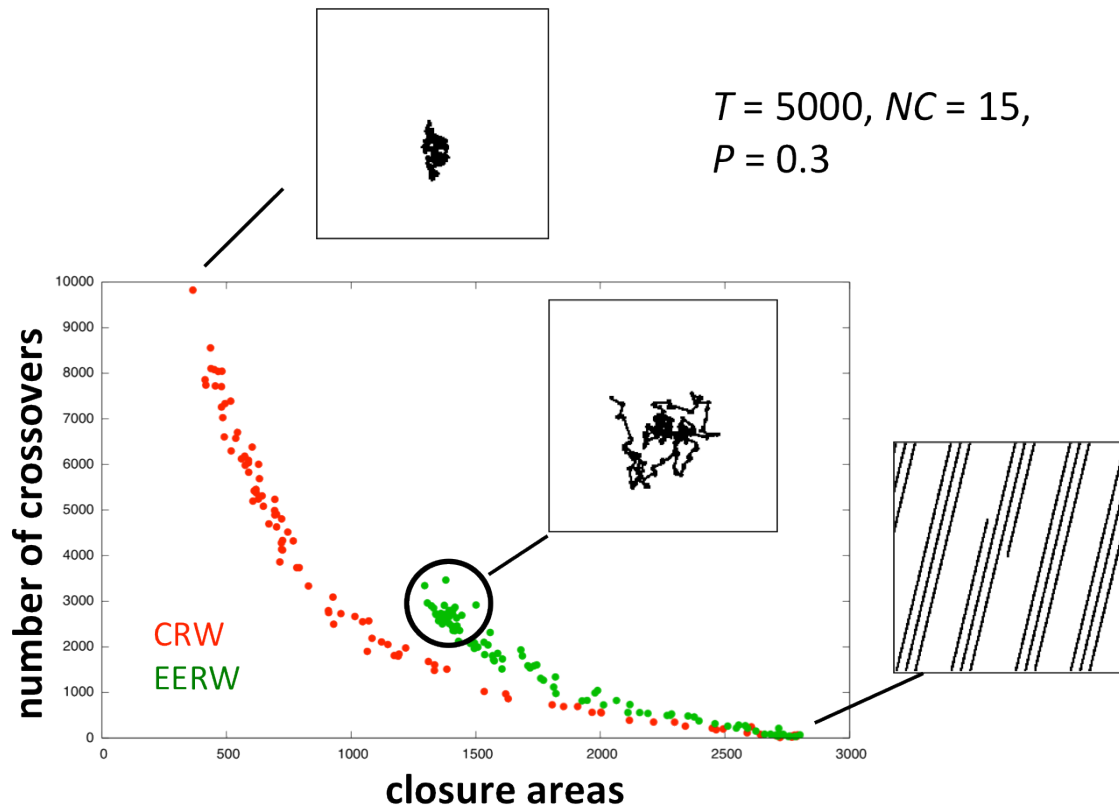 T = 5000, NC = 15,
P = 0.3
number of crossovers
10000
9000
8000
7000
6000
5000
4000
3000
2000
1000
0
CRW
EERW
0 500 1000 1500 2000 2500 3000
closure areas